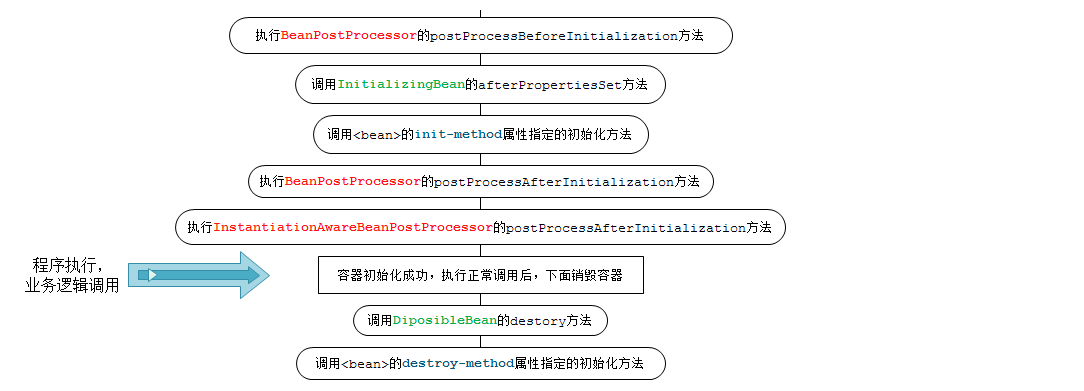 执行BeanPostProcessor的postProcessBeforeInitialization方法
调用InitializingBean的afterPropertiesSet方法
调用<bean>的init-method属性指定的初始化方法
执行BeanPostProcessor的postProcessAfterInitialization方法
执行InstantiationAwareBeanPostProcessor的postProcessAfterInitialization方法
程序执行，
业务逻辑调用
容器初始化成功，执行正常调用后，下面销毁容器
调用DiposibleBean的destory方法
调用<bean>的destroy-method属性指定的初始化方法